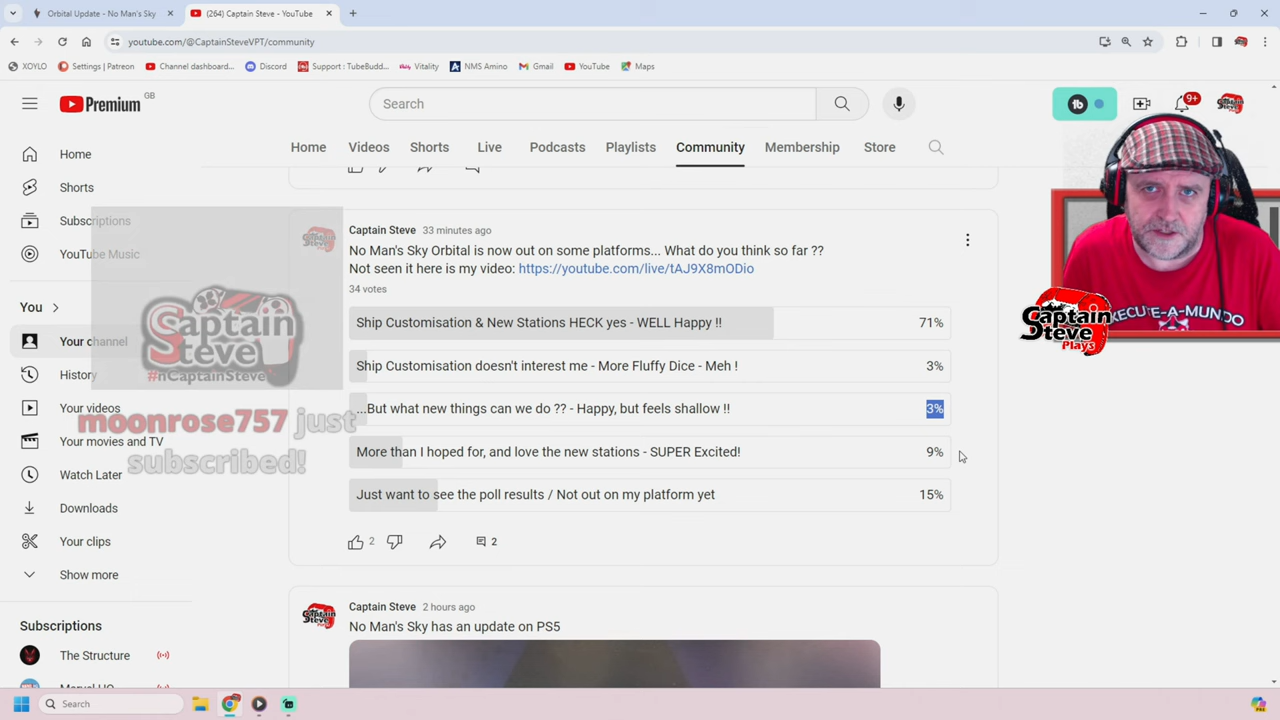 Orbital Update - No Man's Sky
(264) Captain Steve - YouTube
youtube.com/@CaptainSteveVPT/community
XOYLO
Settings | Patreon
Channel dashboard...
Discord
Support : TubeBudd...
Vitality
NMS Amino
Gmail
YouTube
Maps
Premium GB
Search
9+
Home
Videos
Shorts
Live
Podcasts
Playlists
Community
Membership
Store
Home
Shorts
Subscriptions
YouTube Music
You
Your channel
History
Your videos
Your movies and TV
Watch Later
Downloads
Your clips
Show more
Subscriptions
The Structure
Captain
Steve
#nCaptainSteve
moonrose757 just
subscribed!
Captain Steve 33 minutes ago
No Man's Sky Orbital is now out on some platforms... What do you think so far ??
Not seen it here is my video: https://youtube.com/live/tAJ9X8mODio
34 votes
Ship Customisation & New Stations HECK yes - WELL Happy !! 71%
Ship Customisation doesn't interest me - More Fluffy Dice - Meh ! 3%
...But what new things can we do ?? - Happy, but feels shallow !! 3%
More than I hoped for, and love the new stations - SUPER Excited! 9%
Just want to see the poll results / Not out on my platform yet 15%
2
2
Captain Steve 2 hours ago
No Man's Sky has an update on PS5
EXECUTE-A-MUNDO
Captain
Steve
Plays
Search